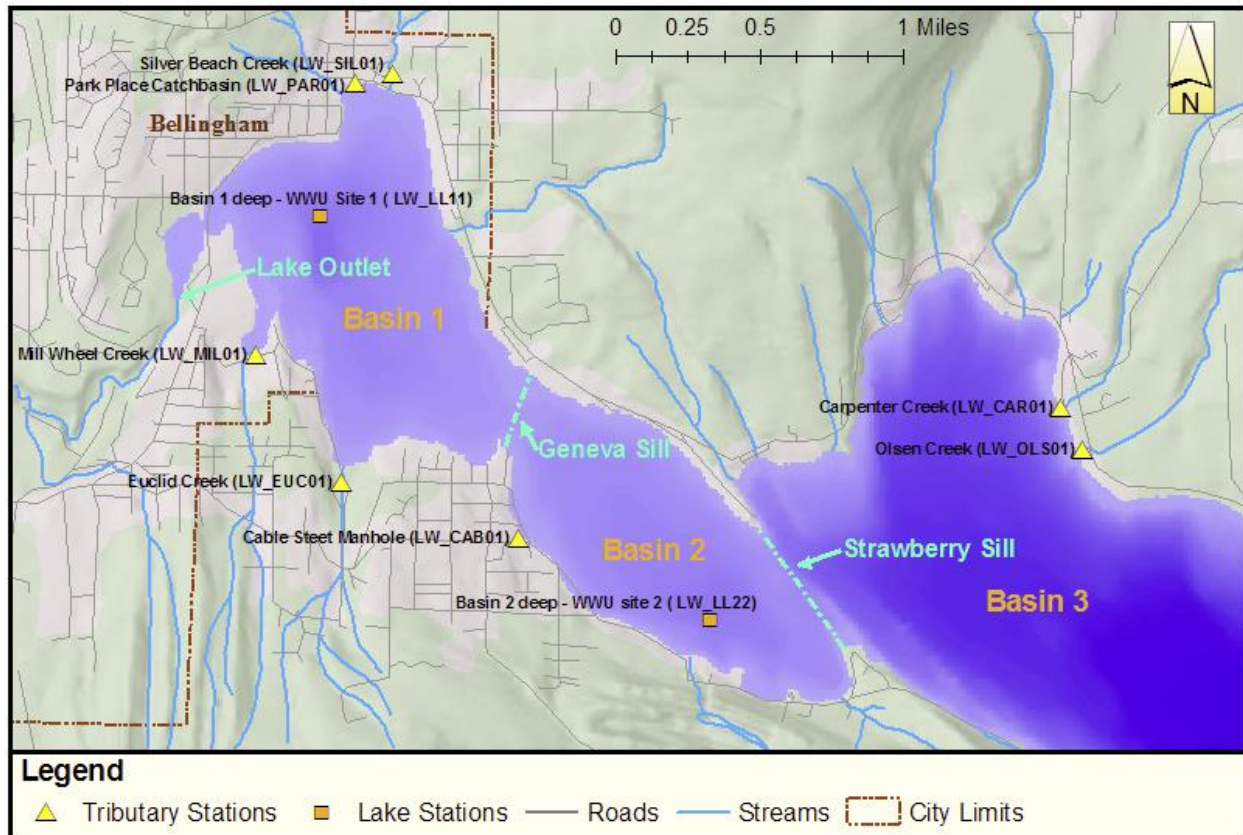 0 0.25 0.5 1 Miles
N
Silver Beach Creek (LW_SIL01)
Park Place Catchbasin (LW_PAR01)
Bellingham
Basin 1 deep - WWU Site 1 ( LW_LL11)
Lake Outlet
Basin 1
Mill Wheel Creek (LW_MIL01)
Carpenter Creek (LW_CAR01)
Geneva Sill
Olsen Creek (LW_OLS01)
Euclid Creek (LW_EUC01)
Cable Steet Manhole (LW_CAB01)
Basin 2
Strawberry Sill
Basin 2 deep - WWU site 2 ( LW_LL22)
Basin 3
Legend
Tributary Stations Lake Stations Roads Streams City Limits